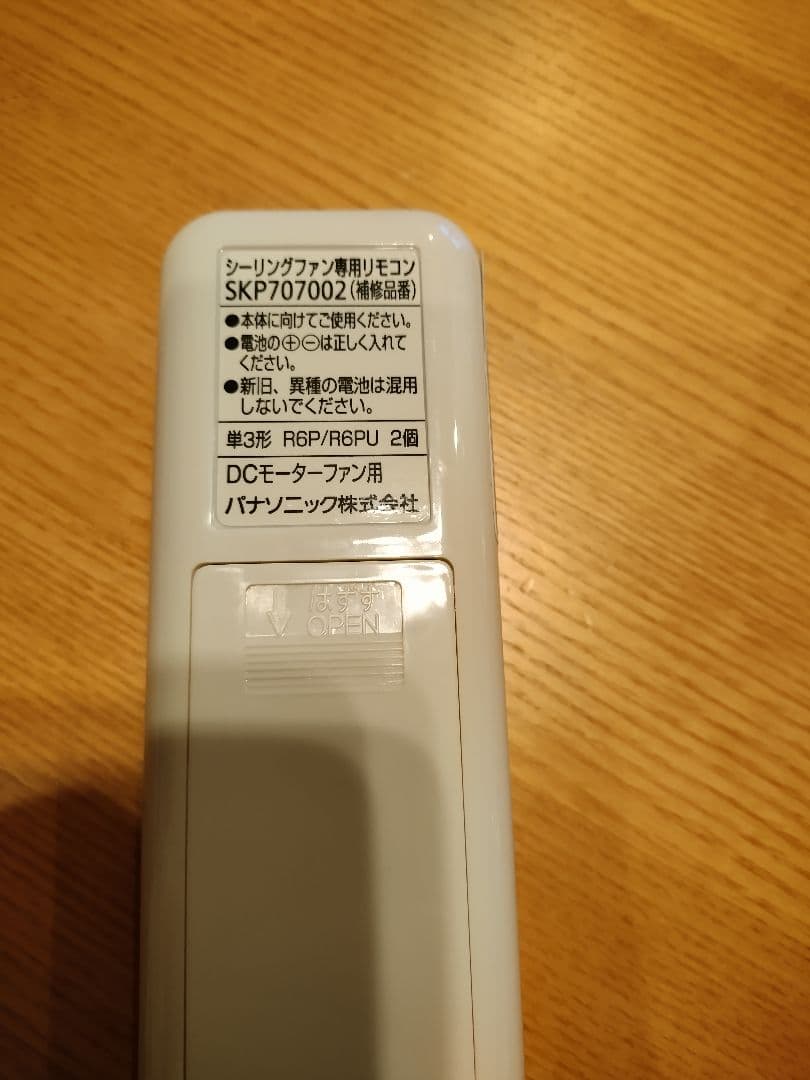 シーリングファン専用リモコン
SKP707002(補修品番)
●本体に向けてご使用ください。
●電池の⊕⊖は正しく入れて
ください。
●新旧、異種の電池は混用
しないでください。
単3形 R6P/R6PU 2個
DCモーターファン用
パナソニック株式会社
はずす
OPEN